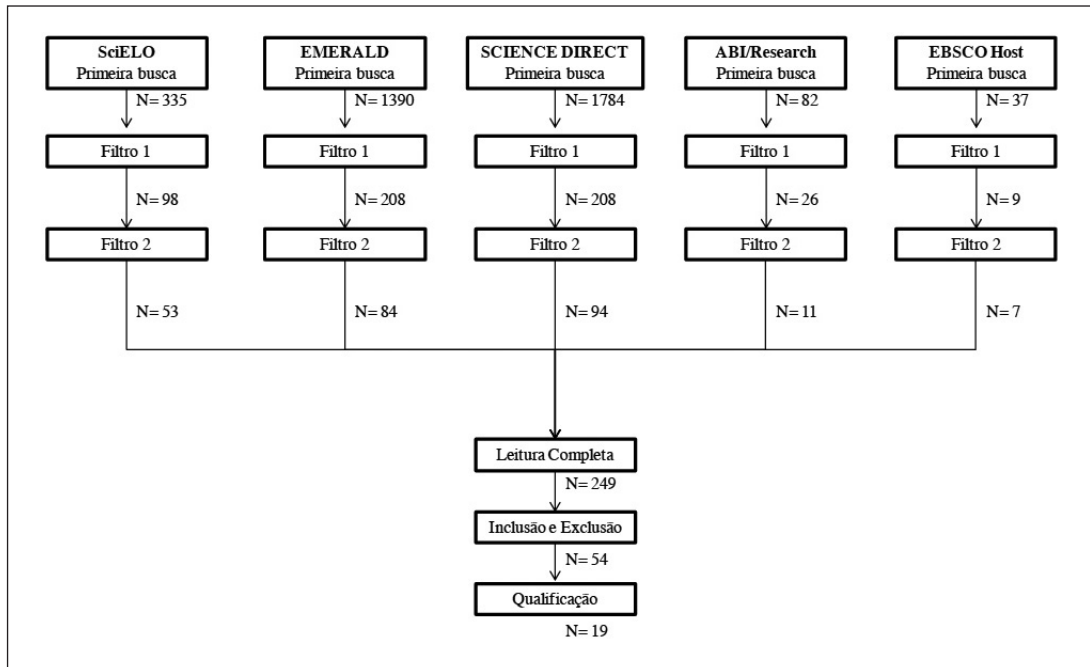 SciELO
Primeira busca
EMERALD
Primeira busca
SCIENCE DIRECT
Primeira busca
ABI/Research
Primeira busca
EBSCO Host
Primeira busca
N= 335
N= 1390
N= 1784
N= 82
N= 37
Filtro 1
Filtro 1
Filtro 1
Filtro 1
Filtro 1
N= 98
N= 208
N= 208
N= 26
N= 9
Filtro 2
Filtro 2
Filtro 2
Filtro 2
Filtro 2
N= 53
N= 84
N= 94
N= 11
N= 7
Leitura Completa
N= 249
Inclusão e Exclusão
N= 54
Qualificação
N= 19